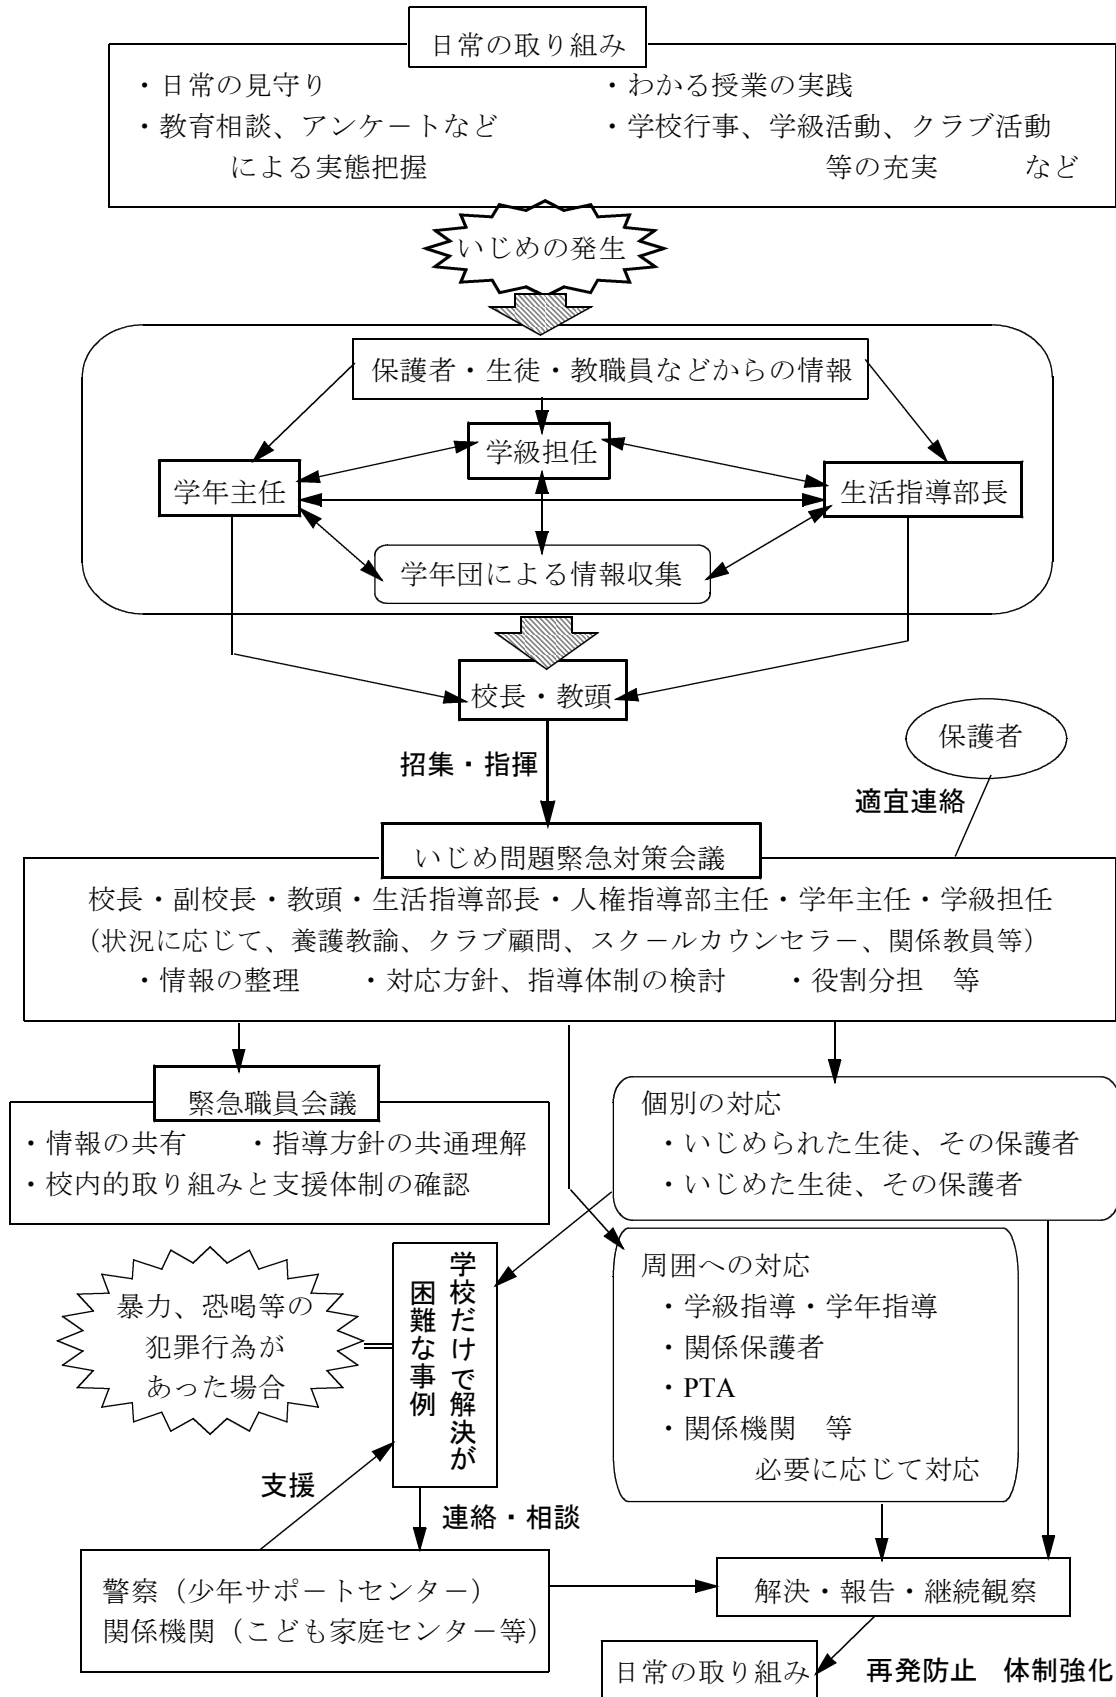 日常の取り組み
・日常の見守り
・教育相談、アンケートなど
による実態把握
・わかる授業の実践
・学校行事、学級活動、クラブ活動
等の充実　　など
いじめの発生
保護者・生徒・教職員などからの情報
学級担任
学年主任
生活指導部長
学年団による情報収集
校長・教頭
招集・指揮
保護者
適宜連絡
いじめ問題緊急対策会議
校長・副校長・教頭・生活指導部長・人権指導部主任・学年主任・学級担任
（状況に応じて、養護教諭、クラブ顧問、スクールカウンセラー、関係教員等）
・情報の整理　　・対応方針、指導体制の検討　　・役割分担　等
緊急職員会議
・情報の共有　　・指導方針の共通理解
・校内的取り組みと支援体制の確認
個別の対応
・いじめられた生徒、その保護者
・いじめた生徒、その保護者
周囲への対応
・学級指導・学年指導
・関係保護者
・PTA
・関係機関　等
必要に応じて対応
学校だけで解決が
困難な事例
暴力、恐喝等の
犯罪行為が
あった場合
支援
連絡・相談
警察（少年サポートセンター）
関係機関（こども家庭センター等）
解決・報告・継続観察
日常の取り組み
再発防止　体制強化